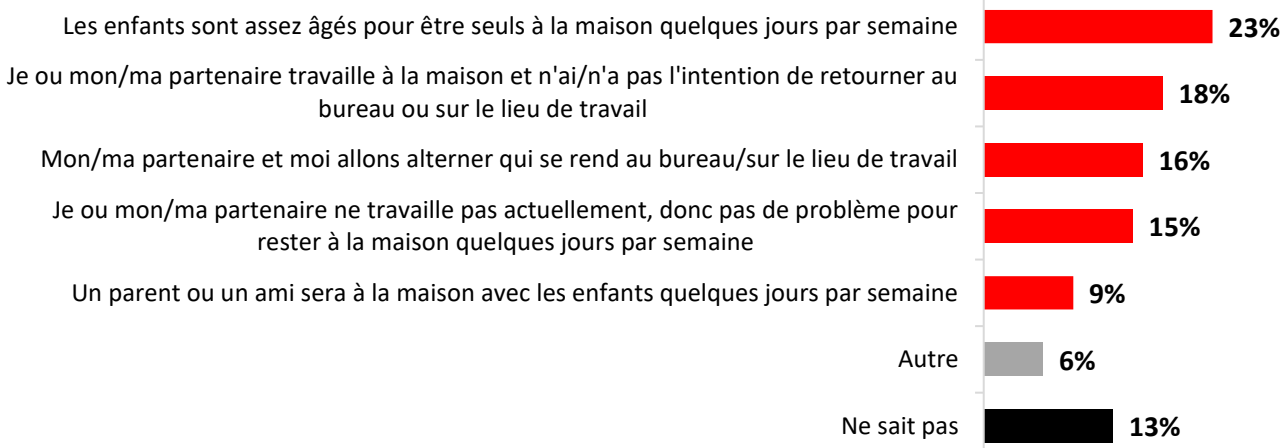 Les enfants sont assez âgés pour être seuls à la maison quelques jours par semaine 23%
Je ou mon/ma partenaire travaille à la maison et n'ai/n'a pas l'intention de retourner au
bureau ou sur le lieu de travail 18%
Mon/ma partenaire et moi allons alterner qui se rend au bureau/sur le lieu de travail 16%
Je ou mon/ma partenaire ne travaille pas actuellement, donc pas de problème pour
rester à la maison quelques jours par semaine 15%
Un parent ou un ami sera à la maison avec les enfants quelques jours par semaine 9%
Autre 6%
Ne sait pas 13%